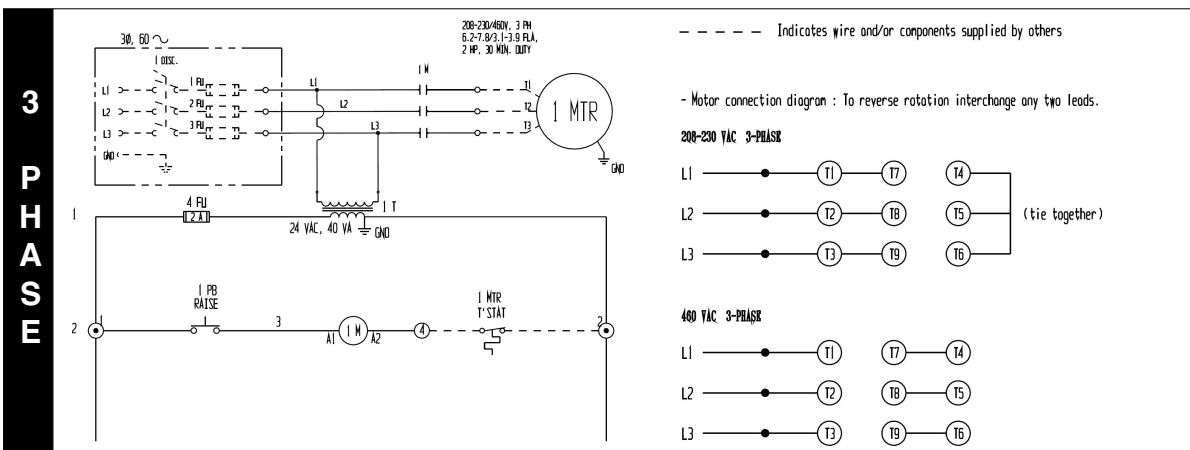 3 PHASE
3Ø, 60 ~
208-230/460V, 3 PH
6.2-7.8/3.1-3.9 FLA,
2 HP, 30 MIN. DUTY
1 DISC.
L1
L2
L3
GND
1 FU
2 FU
3 FU
L1
L2
L3
1 M
T1
T2
T3
1 MTR
GND
1
4 FU
2 A
1 T
24 VAC, 40 VA
GND
2
1
1 PB
RAISE
3
A1
1 M
A2
4
1 MTR
T'STAT
2
Indicates wire and/or components supplied by others
- Motor connection diagram : To reverse rotation interchange any two leads.
208-230 VAC 3-PHASE
L1 T1 T7 T4
L2 T2 T8 T5 (tie together)
L3 T3 T9 T6
460 VAC 3-PHASE
L1 T1 T7 T4
L2 T2 T8 T5
L3 T3 T9 T6